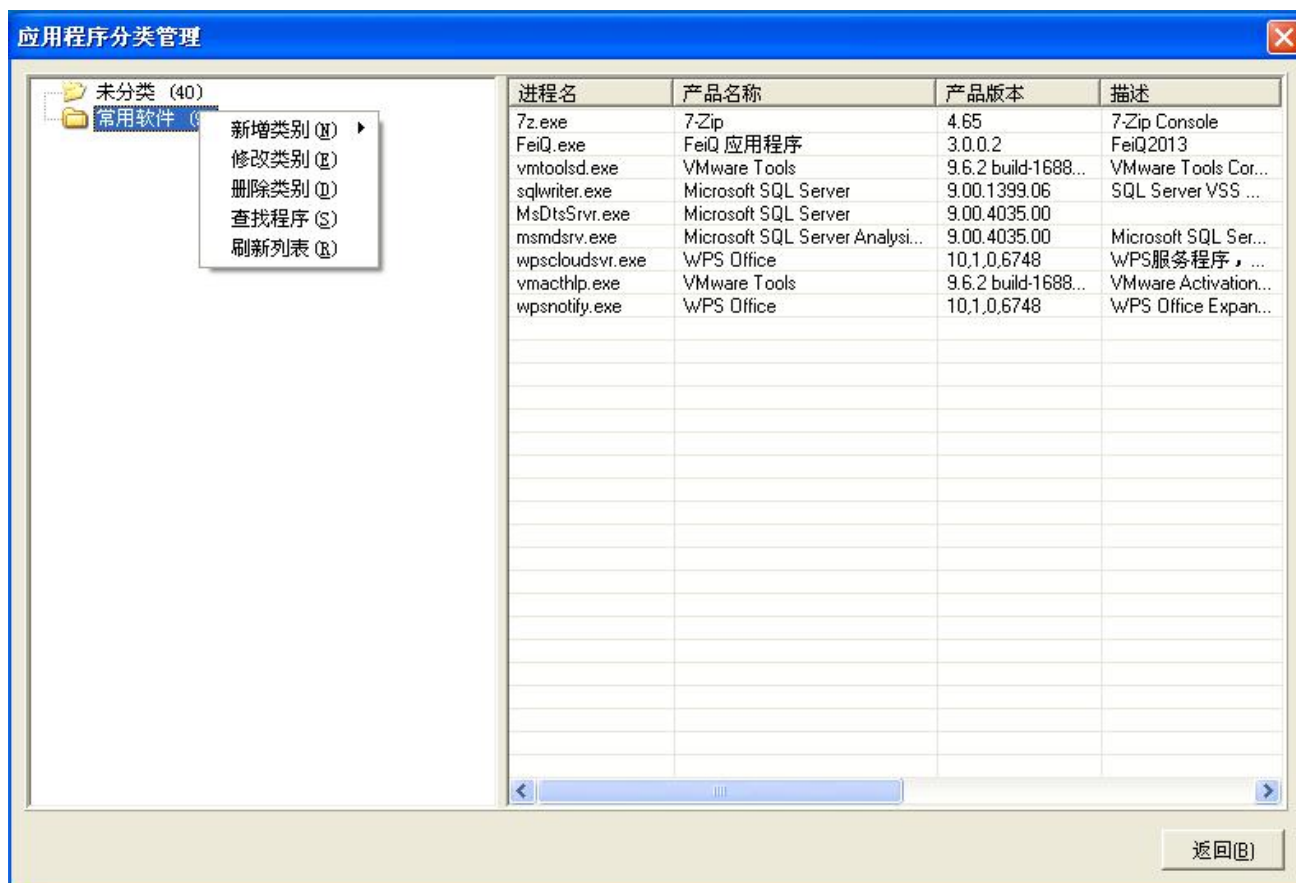 应用程序分类管理
未分类 (40)
常用软件
新增类别(N)
修改类别(E)
删除类别(D)
查找程序(S)
刷新列表(R)
进程名 产品名称 产品版本 描述
7z.exe 7-Zip 4.65 7-Zip Console
FeiQ.exe FeiQ 应用程序 3.0.0.2 FeiQ2013
vmtoolsd.exe VMware Tools 9.6.2 build-1688... VMware Tools Cor...
sqlwriter.exe Microsoft SQL Server 9.00.1399.06 SQL Server VSS ...
MsDtsSrvr.exe Microsoft SQL Server 9.00.4035.00
msmdsrv.exe Microsoft SQL Server Analysi... 9.00.4035.00 Microsoft SQL Ser...
wpscloudsvr.exe WPS Office 10,1,0,6748 WPS服务程序，...
vmacthlp.exe VMware Tools 9.6.2 build-1688... VMware Activation...
wpsnotify.exe WPS Office 10,1,0,6748 WPS Office Expan...
返回(B)